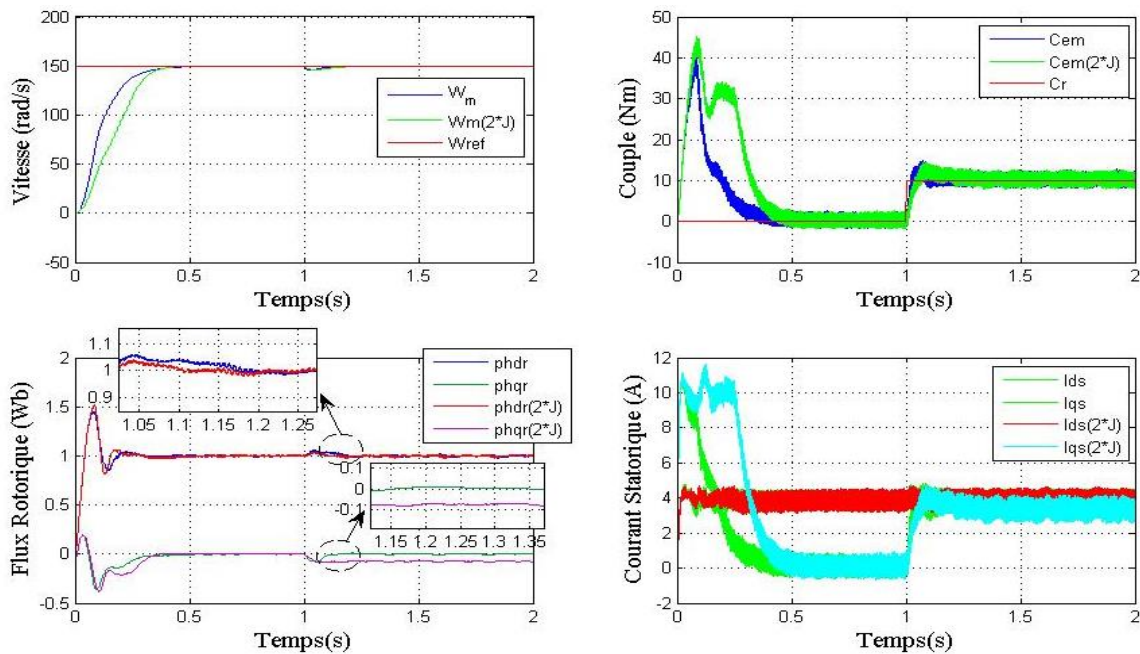 200
150
100
50
0
-50
0
0.5
1
1.5
2
Vitesse (rad/s)
Temps(s)
W_m
Wm(2*J)
Wref
50
40
30
20
10
0
-10
0
0.5
1
1.5
2
Couple (Nm)
Temps(s)
Cem
Cem(2*J)
Cr
2
1.5
1
0.5
0
-0.5
0
0.5
1
1.5
2
Flux Rotorique (Wb)
Temps(s)
1.1
1
0.9
1.05
1.1
1.15
1.2
1.25
phdr
phqr
phdr(2*J)
phqr(2*J)
0.1
0
-0.1
1.15
1.2
1.25
1.3
1.35
12
10
8
6
4
2
0
-2
0
0.5
1
1.5
2
Courant Statorique (A)
Temps(s)
Ids
Iqs
Ids(2*J)
Iqs(2*J)